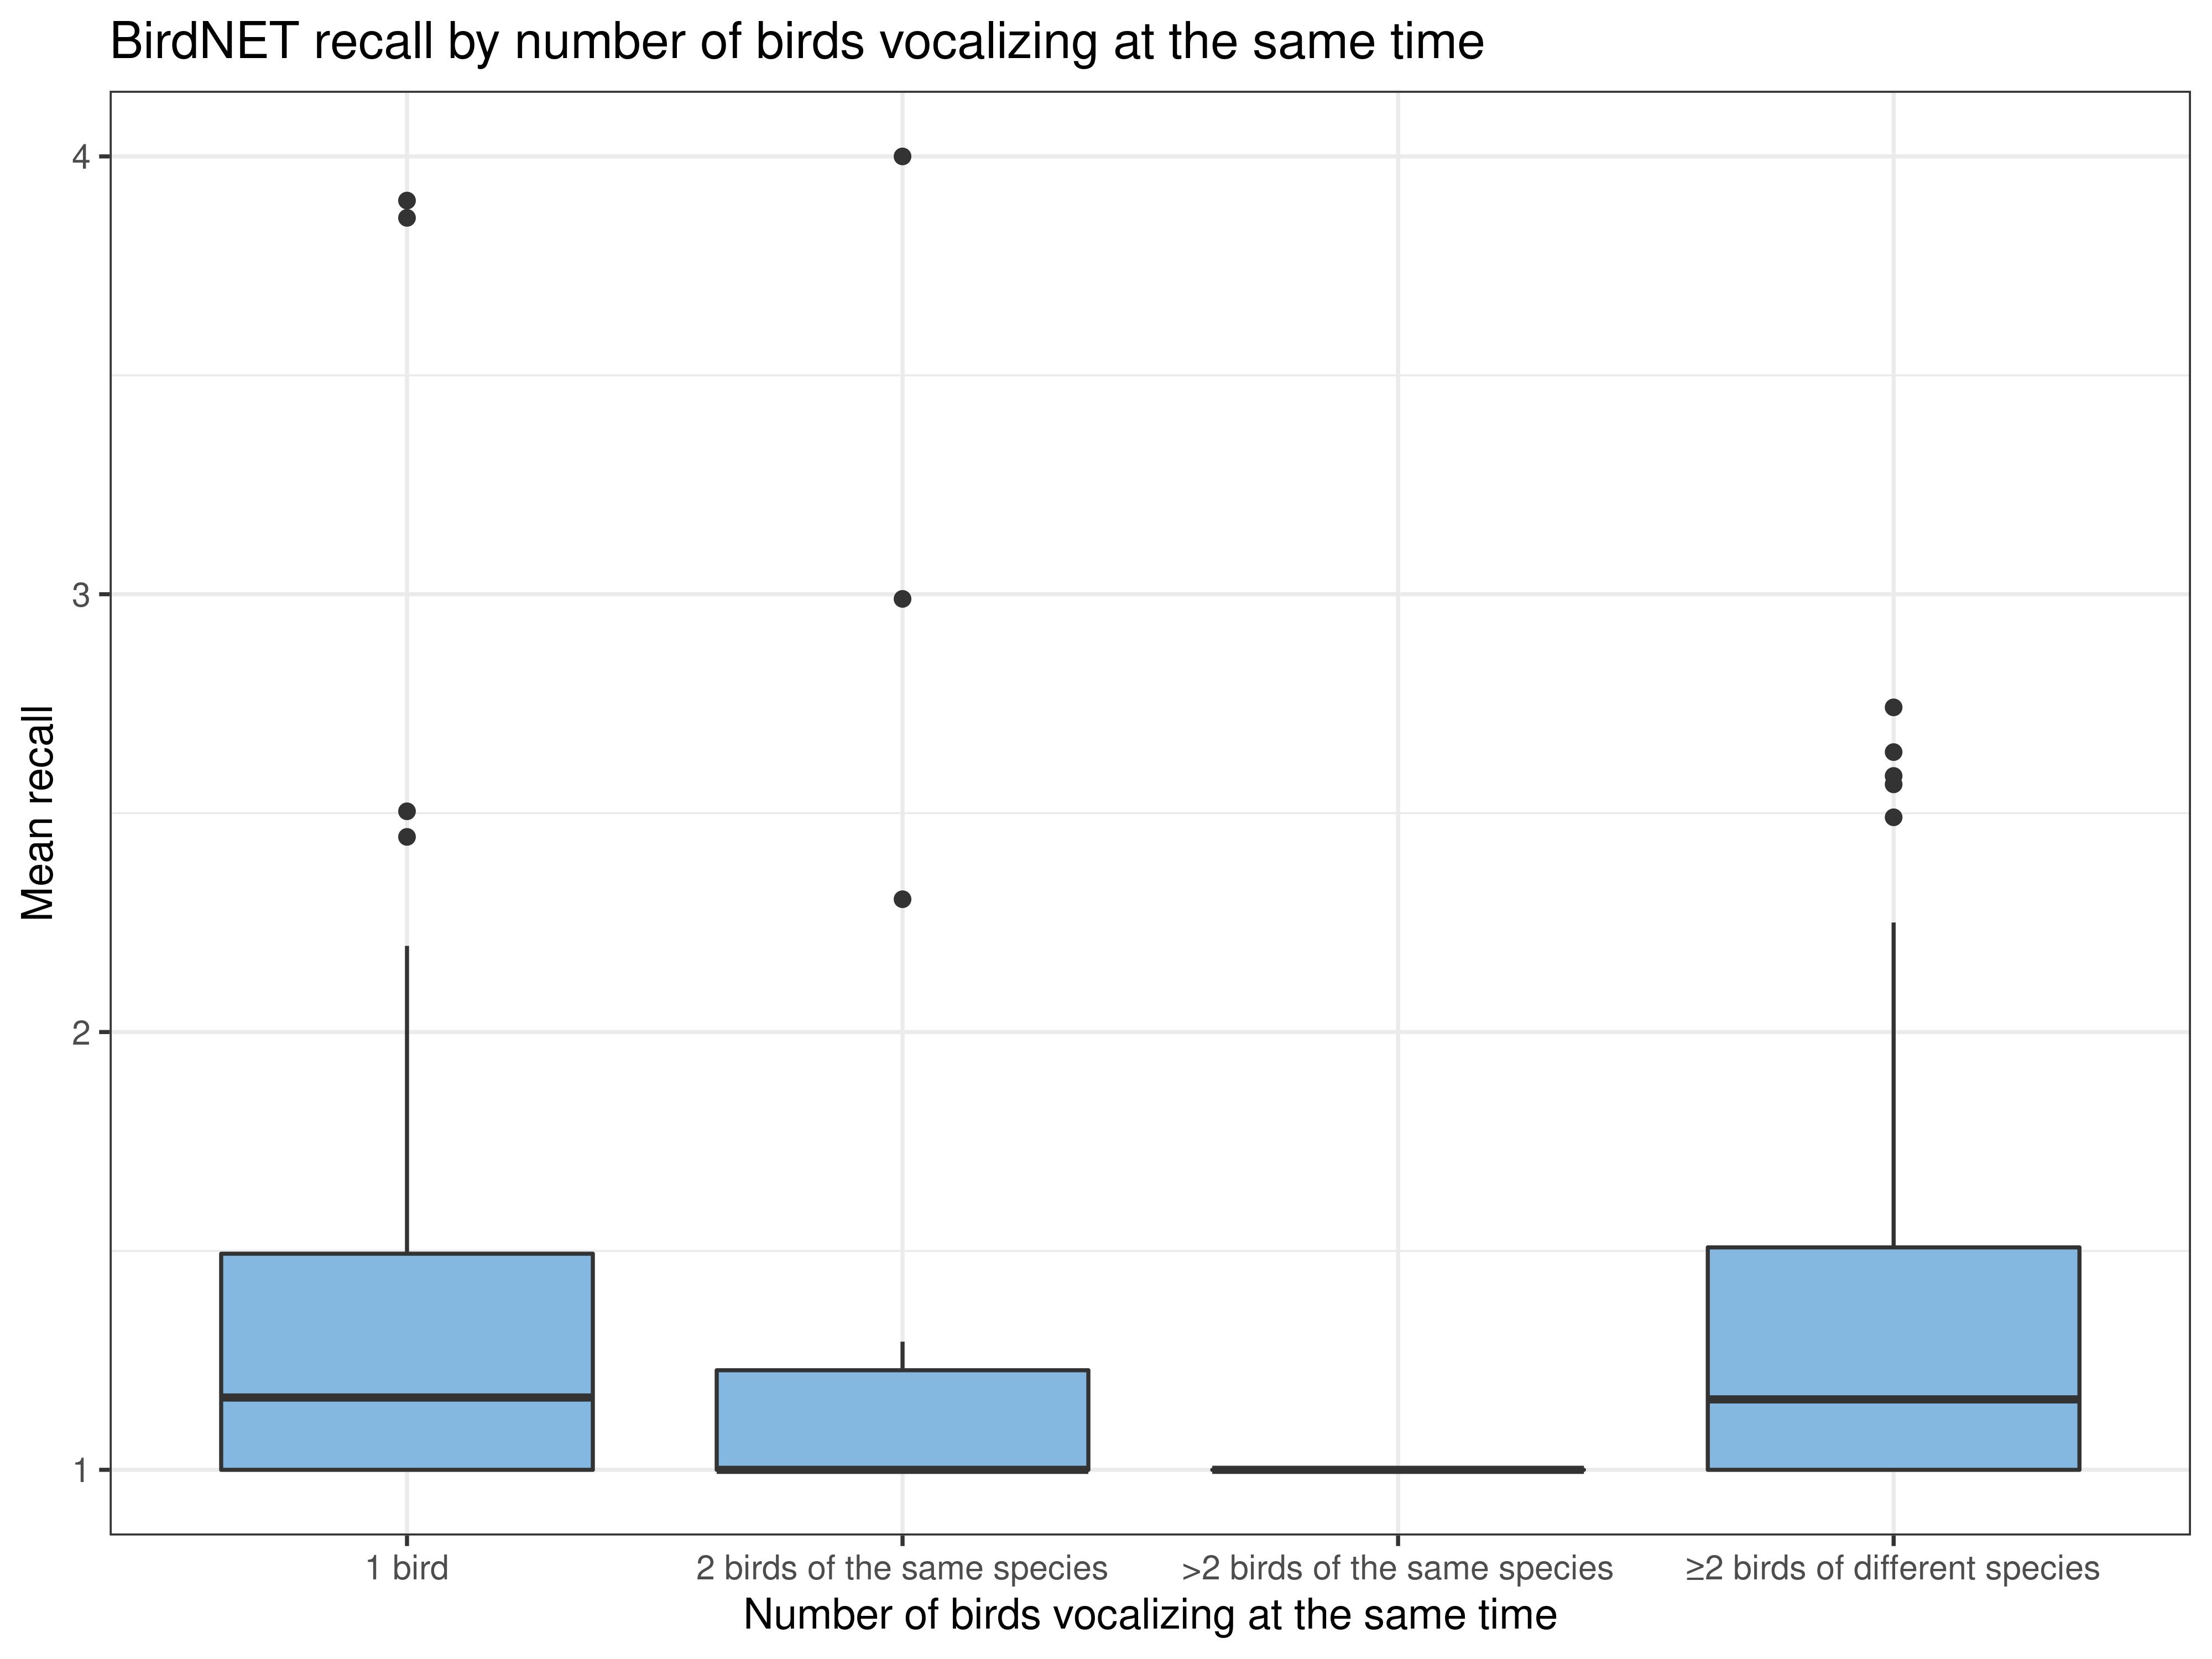 BirdNET recall by number of birds vocalizing at the same time
Mean recall
4
3
2
1
1 bird
2 birds of the same species
>2 birds of the same species
≥2 birds of different species
Number of birds vocalizing at the same time